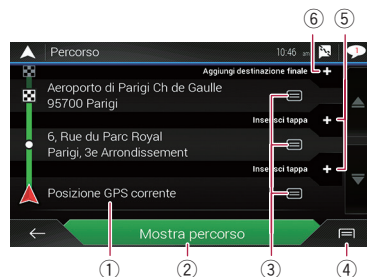 ⑥ ⑤
Percorso
10:46 am
1
Aggiungi destinazione finale
Aeroporto di Parigi Ch de Gaulle
95700 Parigi
Inserisci tappa
6, Rue du Parc Royal
Parigi, 3e Arrondissement
Inserisci tappa
Posizione GPS corrente
Mostra percorso
① ② ③ ④